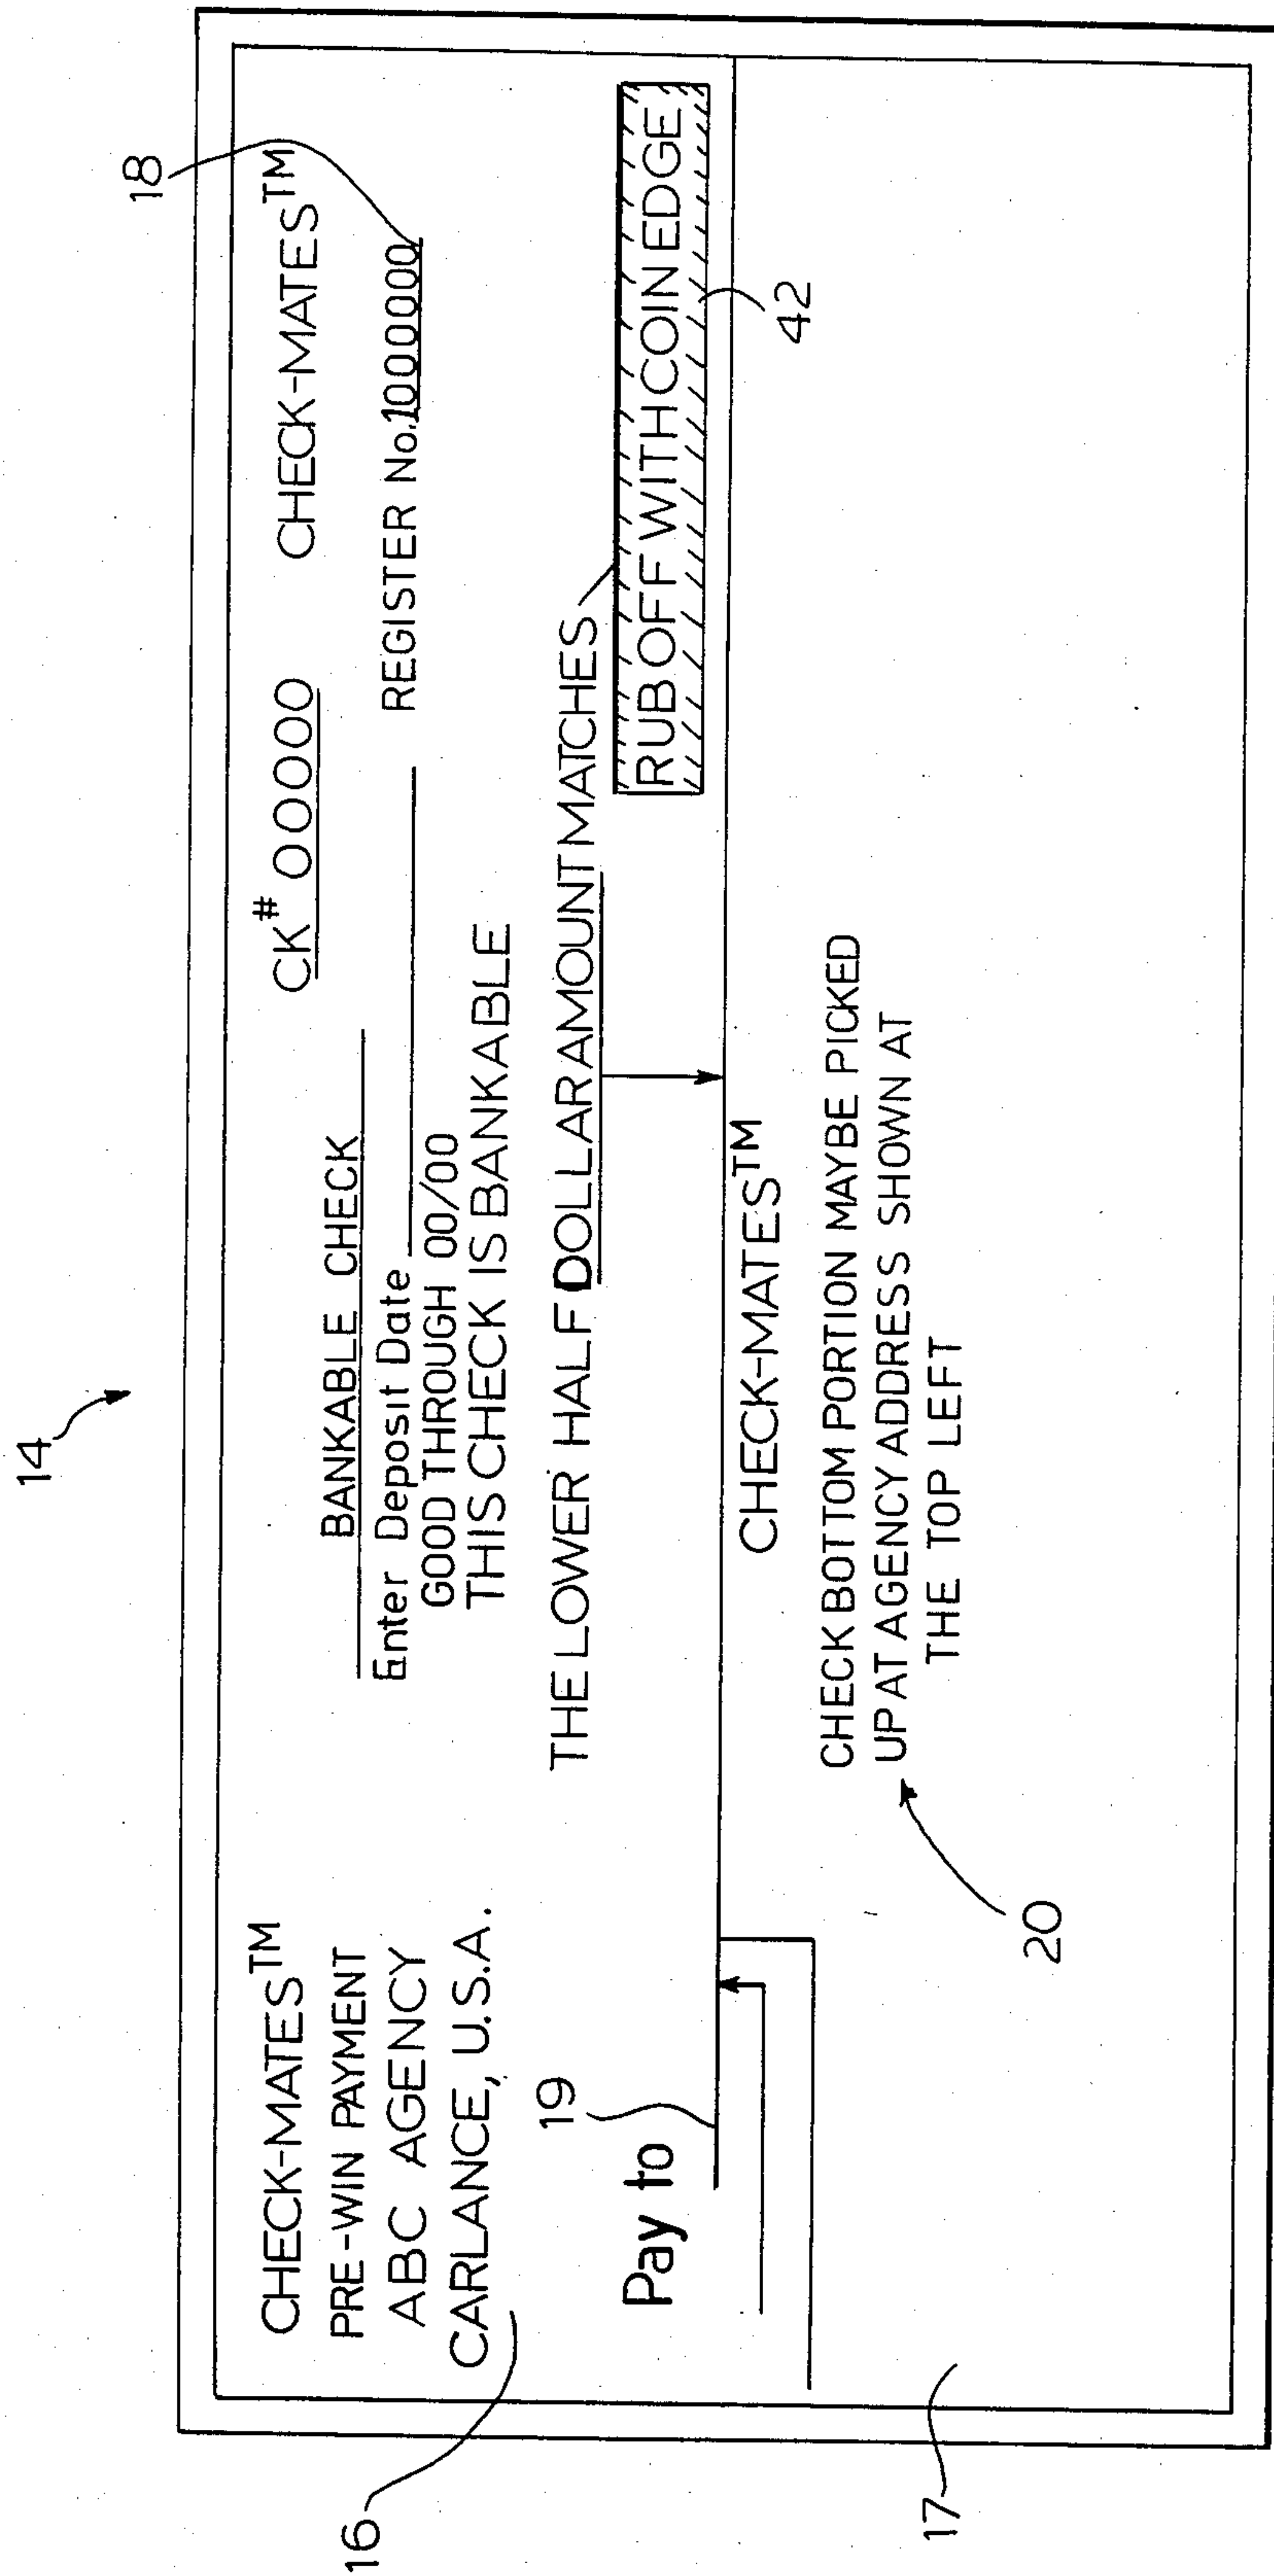 14
18
CHECK-MATES™
PRE-WIN PAYMENT
ABC AGENCY
CARLANCE, U.S.A.
16
BANKABLE CHECK
CK# 00000
CHECK-MATES™
Enter Deposit Date
REGISTER No. 1000000
GOOD THROUGH 00/00
THIS CHECK IS BANKABLE
THE LOWER HALF DOLLAR AMOUNT MATCHES
19
Pay to
RUB OFF WITH COIN EDGE
42
CHECK-MATES™
CHECK BOTTOM PORTION MAYBE PICKED
UP AT AGENCY ADDRESS SHOWN AT
THE TOP LEFT
20
17